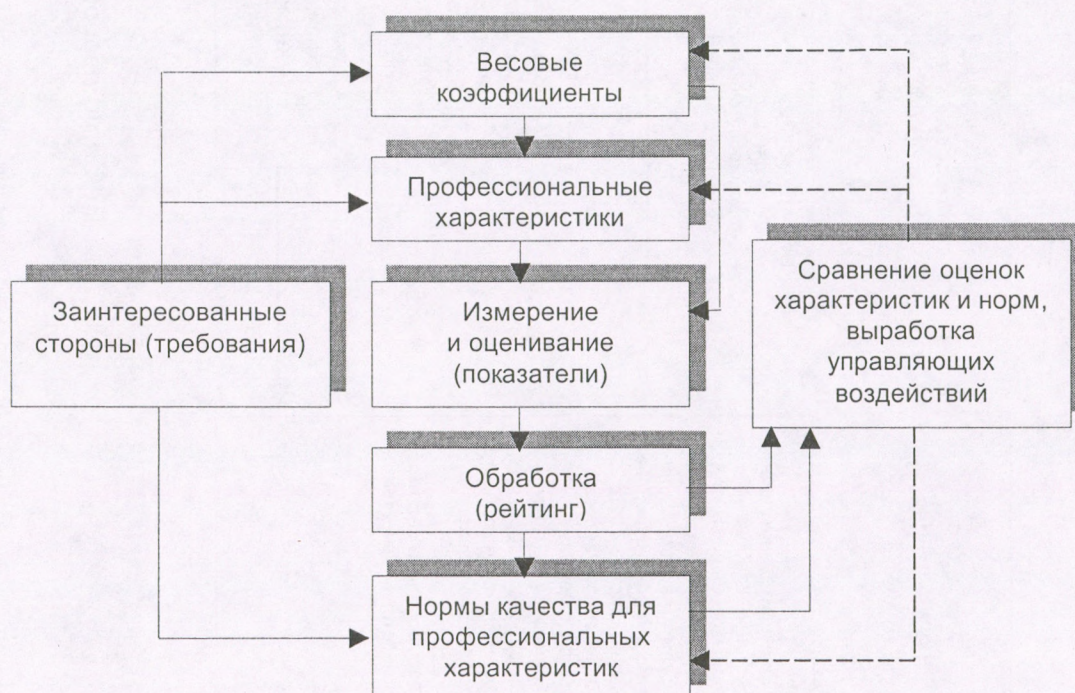 Весовые
коэффициенты
Профессиональные
характеристики
Заинтересованные
стороны (требования)
Измерение
и оценивание
(показатели)
Сравнение оценок
характеристик и норм,
выработка
управляющих
воздействий
Обработка
(рейтинг)
Нормы качества для
профессиональных
характеристик